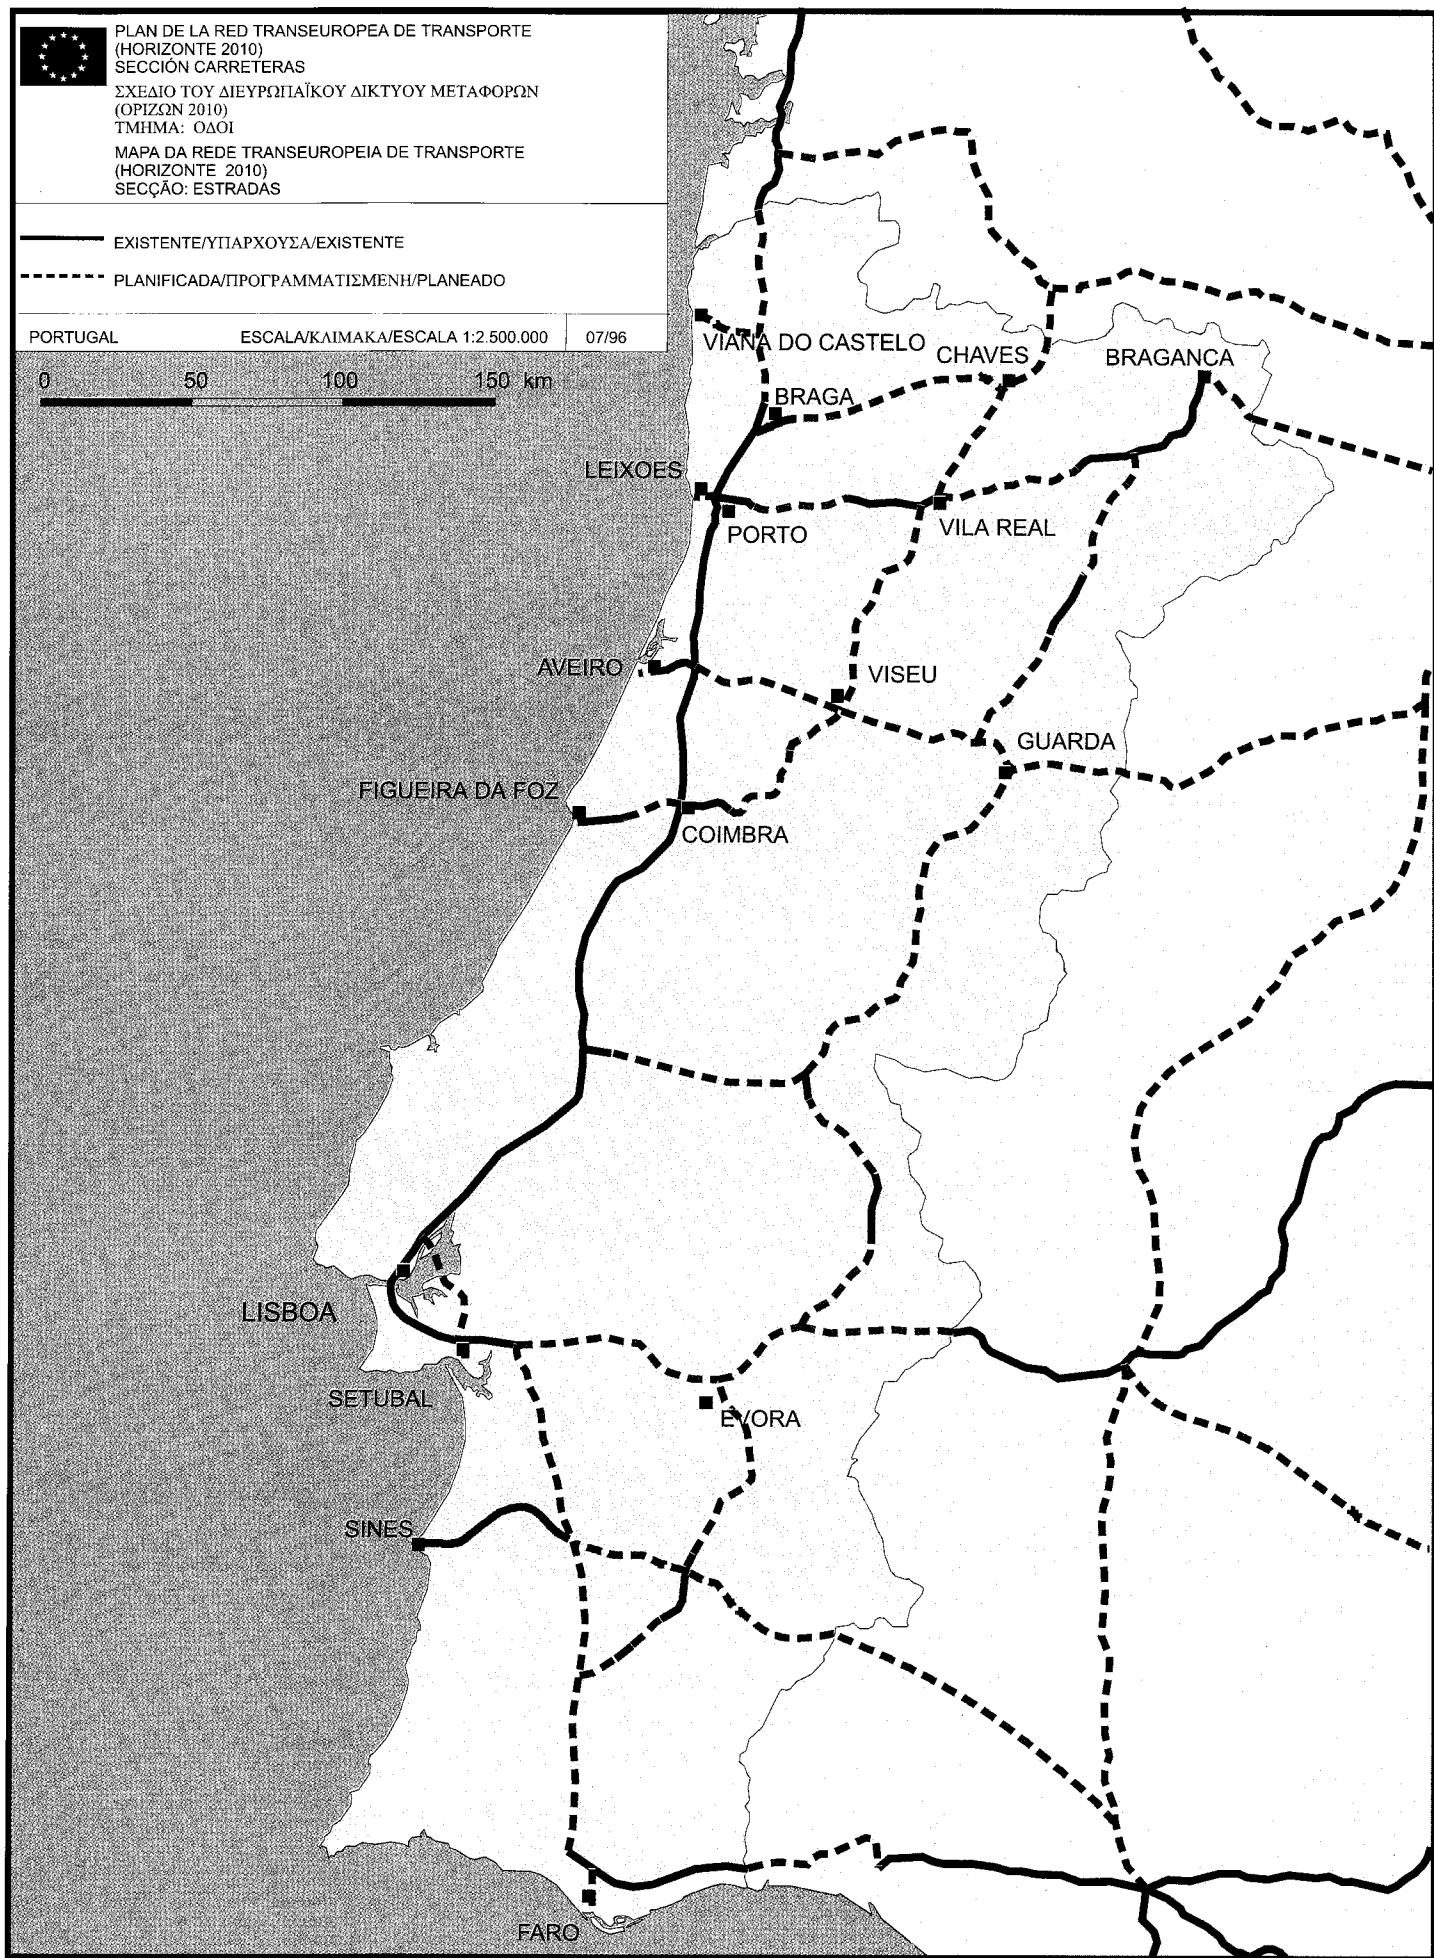 PLAN DE LA RED TRANSEUROPEA DE TRANSPORTE
(HORIZONTE 2010)
SECCIÓN CARRETERAS
ΣΧΕΔΙΟ ΤΟΥ ΔΙΕΥΡΩΠΑΪΚΟΥ ΔΙΚΤΥΟΥ ΜΕΤΑΦΟΡΩΝ
(ΟΡΙΖΩΝ 2010)
ΤΜΗΜΑ: ΟΔΟΙ
MAPA DA REDE TRANSEUROPEIA DE TRANSPORTE
(HORIZONTE 2010)
SECÇÃO: ESTRADAS
EXISTENTE/ΥΠΑΡΧΟΥΣΑ/EXISTENTE
PLANIFICADA/ΠΡΟΓΡΑΜΜΑΤΙΣΜΕΝΗ/PLANEADO
PORTUGAL ESCALA/ΚΛΙΜΑΚΑ/ESCALA 1:2.500.000 07/96
0 50 100 150 km
VIANA DO CASTELO
CHAVES
BRAGANCA
BRAGA
LEIXOES
PORTO
VILA REAL
AVEIRO
VISEU
GUARDA
FIGUEIRA DA FOZ
COIMBRA
LISBOA
SETUBAL
EVORA
SINES
FARO